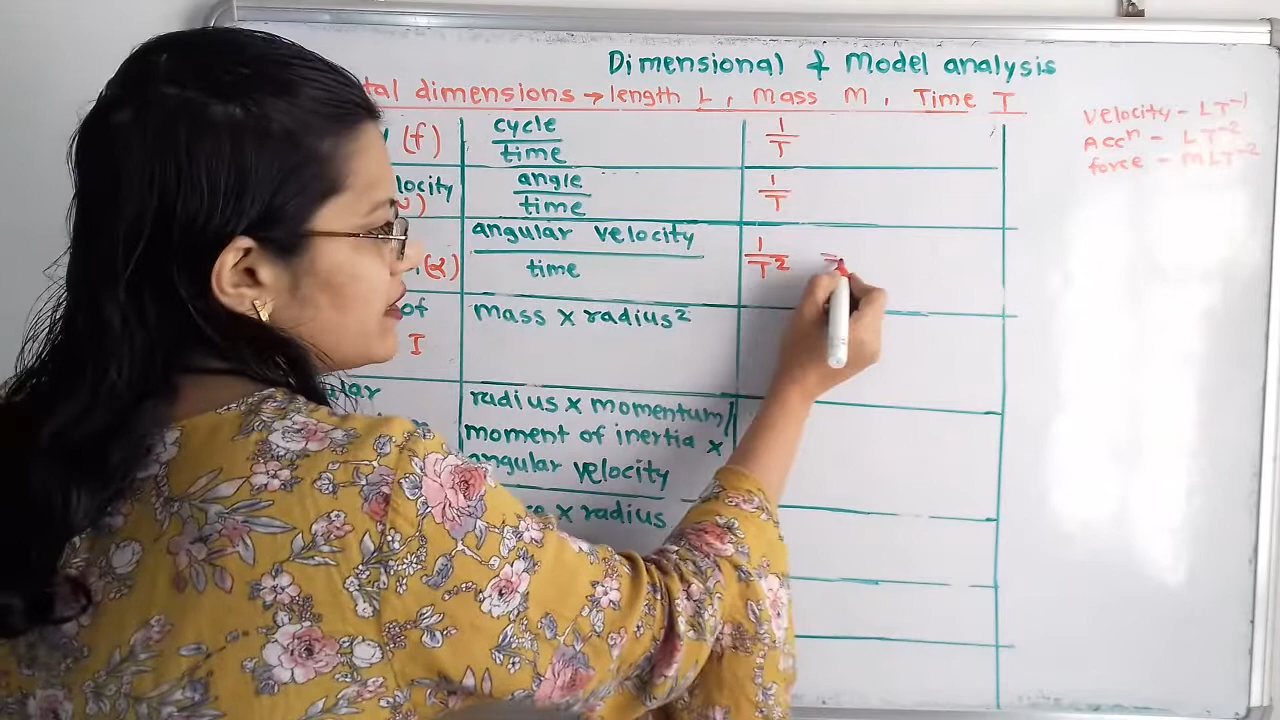 Dimensional & Model analysis
tal dimensions → length L, Mass M, Time T
velocity - LT⁻¹
Accⁿ - LT⁻²
force - MLT⁻²
(f) cycle/time 1/T
locity angle/time 1/T
angular velocity/time 1/T²
(α)
of mass x radius²
I
lar radius x momentum/
moment of inertia x
angular velocity
x radius